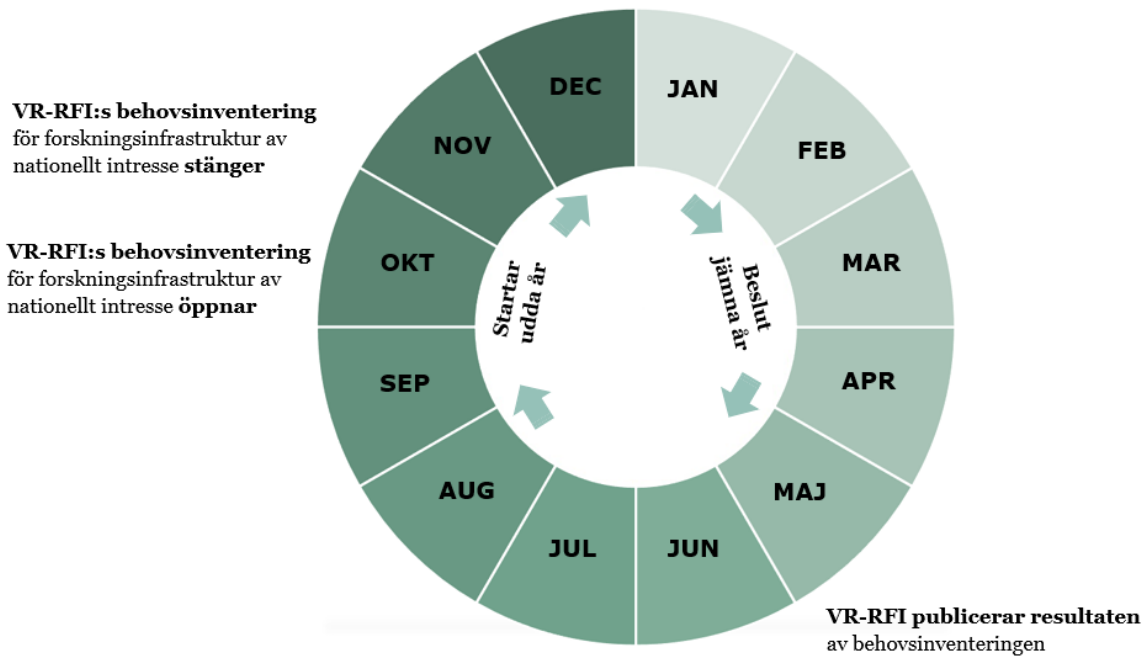 VR-RFI:s behovsinventering
för forskningsinfrastruktur av
nationellt intresse stänger
VR-RFI:s behovsinventering
för forskningsinfrastruktur av
nationellt intresse öppnar
DEC
JAN
NOV
FEB
OKT
MAR
SEP
APR
AUG
MAJ
JUL
JUN
Startar
udda år
Beslut
jämna år
VR-RFI publicerar resultaten
av behovsinventeringen